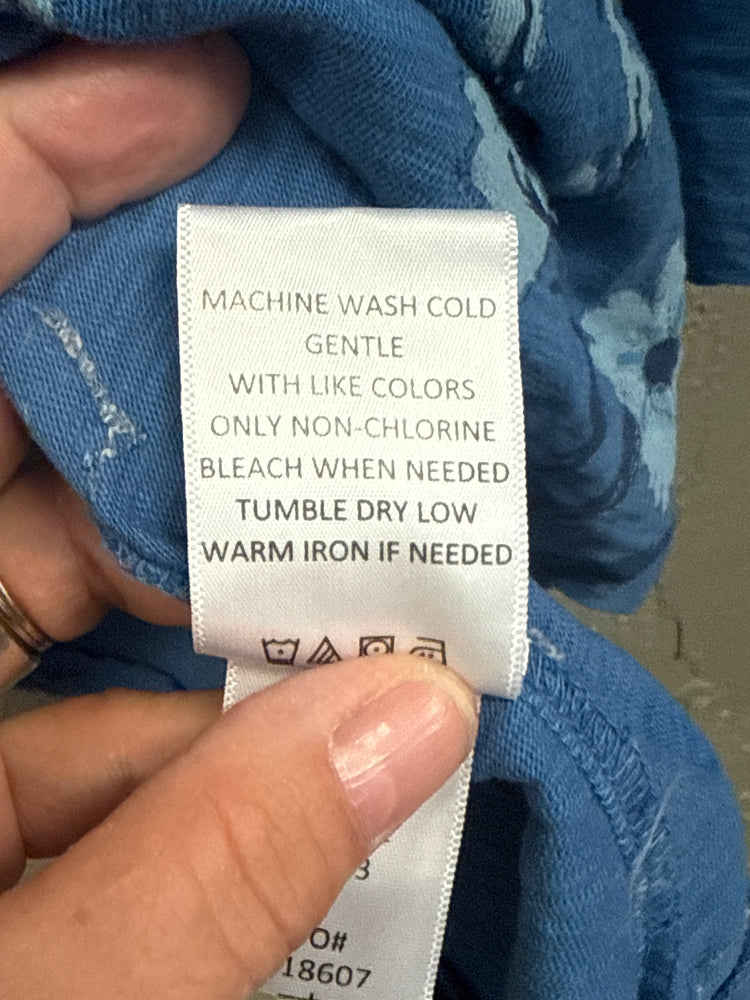 MACHINE WASH COLD
GENTLE
WITH LIKE COLORS
ONLY NON-CHLORINE
BLEACH WHEN NEEDED
TUMBLE DRY LOW
WARM IRON IF NEEDED
3
O#
18607